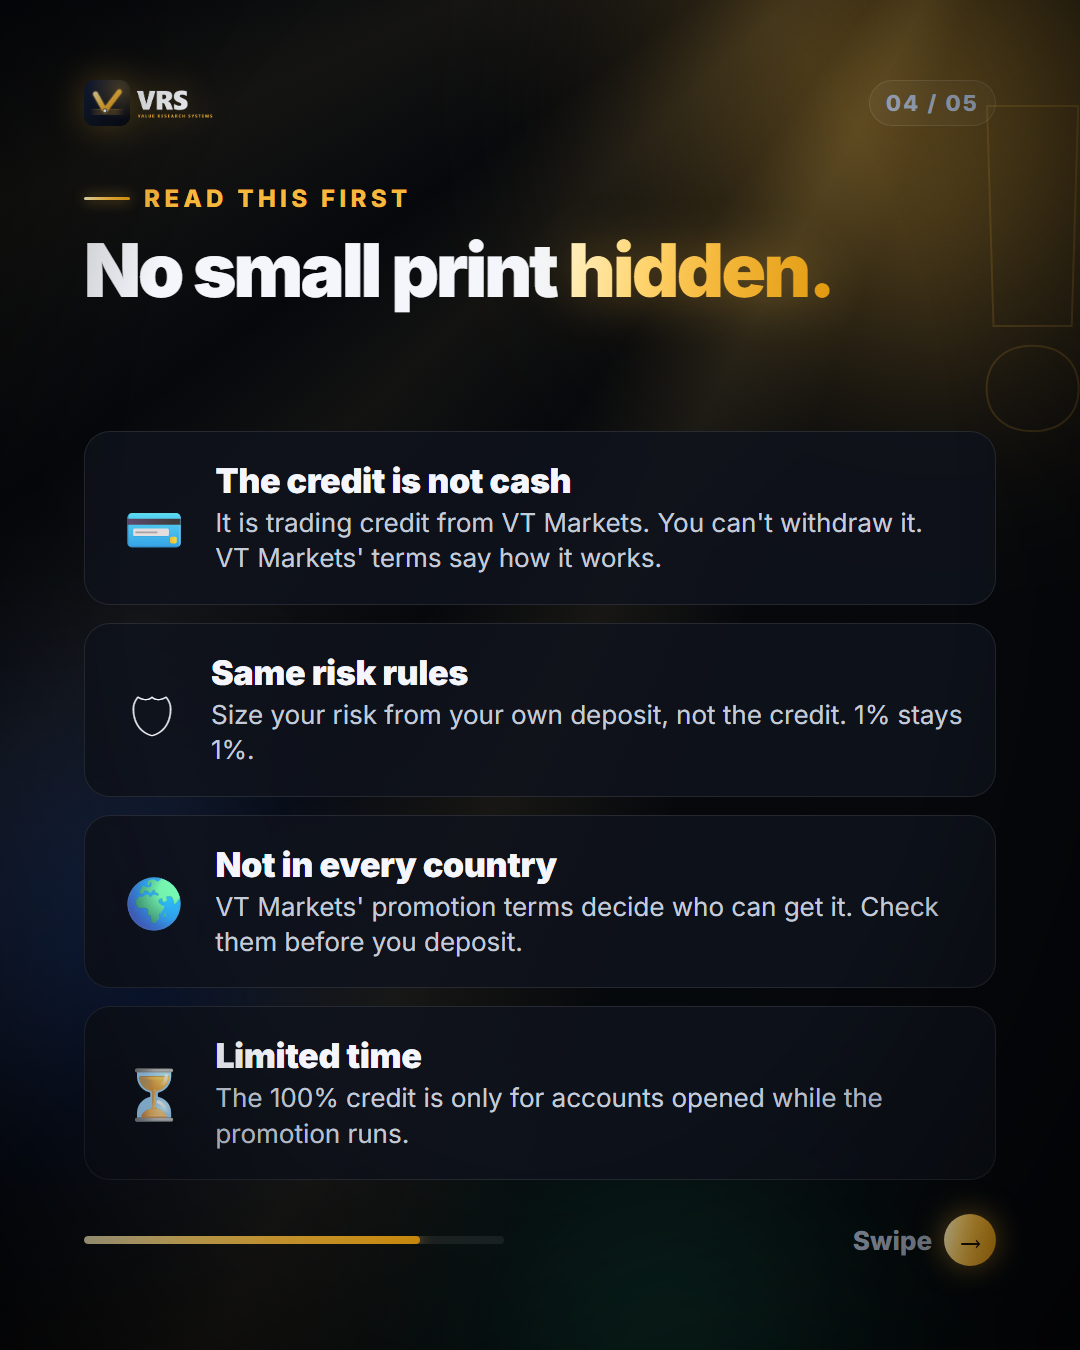 VRS
VALUE RESEARCH SYSTEMS
04 / 05
READ THIS FIRST
No small print hidden.
The credit is not cash
It is trading credit from VT Markets. You can't withdraw it.
VT Markets' terms say how it works.
Same risk rules
Size your risk from your own deposit, not the credit. 1% stays
1%.
Not in every country
VT Markets' promotion terms decide who can get it. Check
them before you deposit.
Limited time
The 100% credit is only for accounts opened while the
promotion runs.
Swipe →